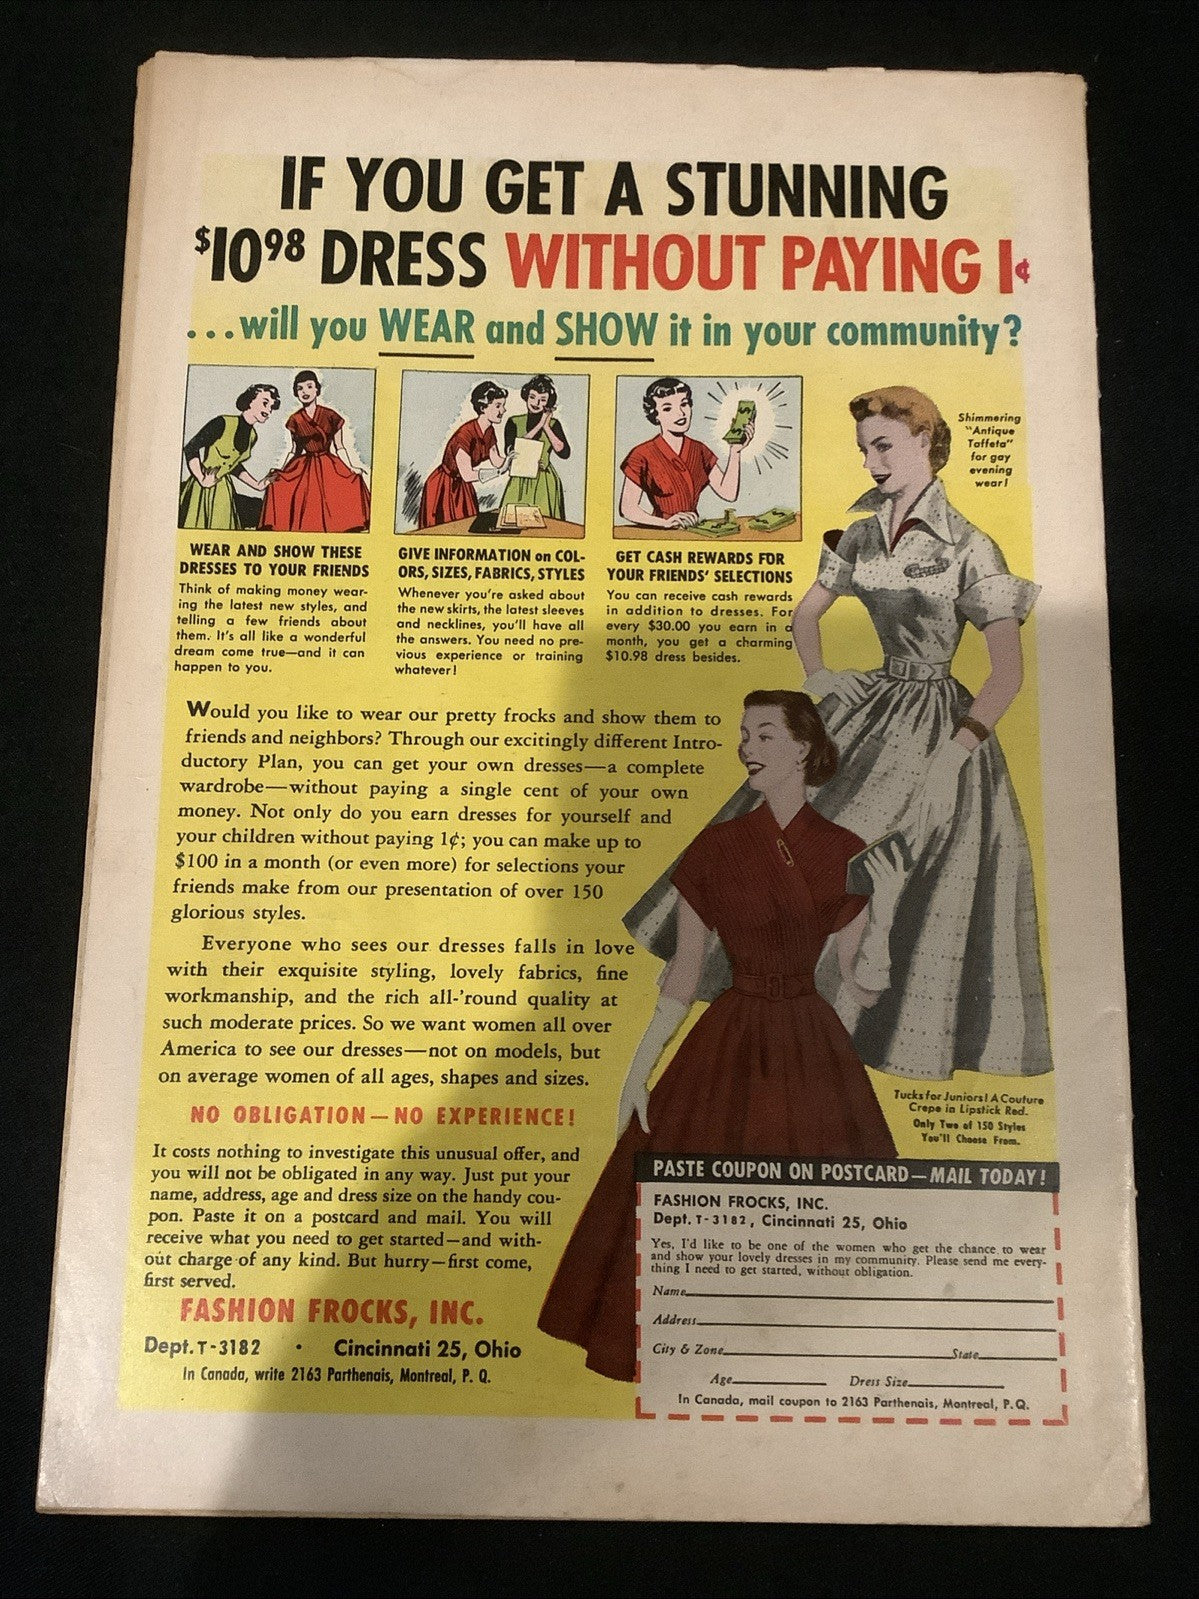 IF YOU GET A STUNNING
$10.98 DRESS WITHOUT PAYING 1¢
...will you WEAR and SHOW it in your community?
WEAR AND SHOW THESE
DRESSES TO YOUR FRIENDS
Think of making money wear-
ing the latest new styles, and
telling a few friends about
them. It's all like a wonderful
dream come true—and it can
happen to you.
GIVE INFORMATION on COL-
ORS, SIZES, FABRICS, STYLES
Whenever you're asked about
the new skirts, the latest sleeves
and necklines, you'll have all
the answers. You need no pre-
vious experience or training
whatever!
GET CASH REWARDS FOR
YOUR FRIENDS' SELECTIONS
You can receive cash rewards
in addition to dresses. For
every $30.00 you earn in a
month, you get a charming
$10.98 dress besides.
Shimmering
"Antique
Taffeta"
for gay
evening
wear!
Would you like to wear our pretty frocks and show them to
friends and neighbors? Through our excitingly different Intro-
ductory Plan, you can get your own dresses—a complete
wardrobe—without paying a single cent of your own
money. Not only do you earn dresses for yourself and
your children without paying 1¢; you can make up to
$100 in a month (or even more) for selections your
friends make from our presentation of over 150
glorious styles.
Everyone who sees our dresses falls in love
with their exquisite styling, lovely fabrics, fine
workmanship, and the rich all-'round quality at
such moderate prices. So we want women all over
America to see our dresses—not on models, but
on average women of all ages, shapes and sizes.
NO OBLIGATION—NO EXPERIENCE!
It costs nothing to investigate this unusual offer, and
you will not be obligated in any way. Just put your
name, address, age and dress size on the handy cou-
pon. Paste it on a postcard and mail. You will
receive what you need to get started—and with-
out charge of any kind. But hurry—first come,
first served.
FASHION FROCKS, INC.
Dept. T-3182 • Cincinnati 25, Ohio
In Canada, write 2163 Parthenais, Montreal, P. Q.
Tucks for Juniors! A Couture
Crepe in Lipstick Red.
Only Two of 150 Styles
You'll Choose From.
PASTE COUPON ON POSTCARD—MAIL TODAY!
FASHION FROCKS, INC.
Dept. T-3182, Cincinnati 25, Ohio
Yes, I'd like to be one of the women who get the chance to wear
and show your lovely dresses in my community. Please send me every-
thing I need to get started, without obligation.
Name
Address
City & Zone State
Age Dress Size
In Canada, mail coupon to 2163 Parthenais, Montreal, P.Q.